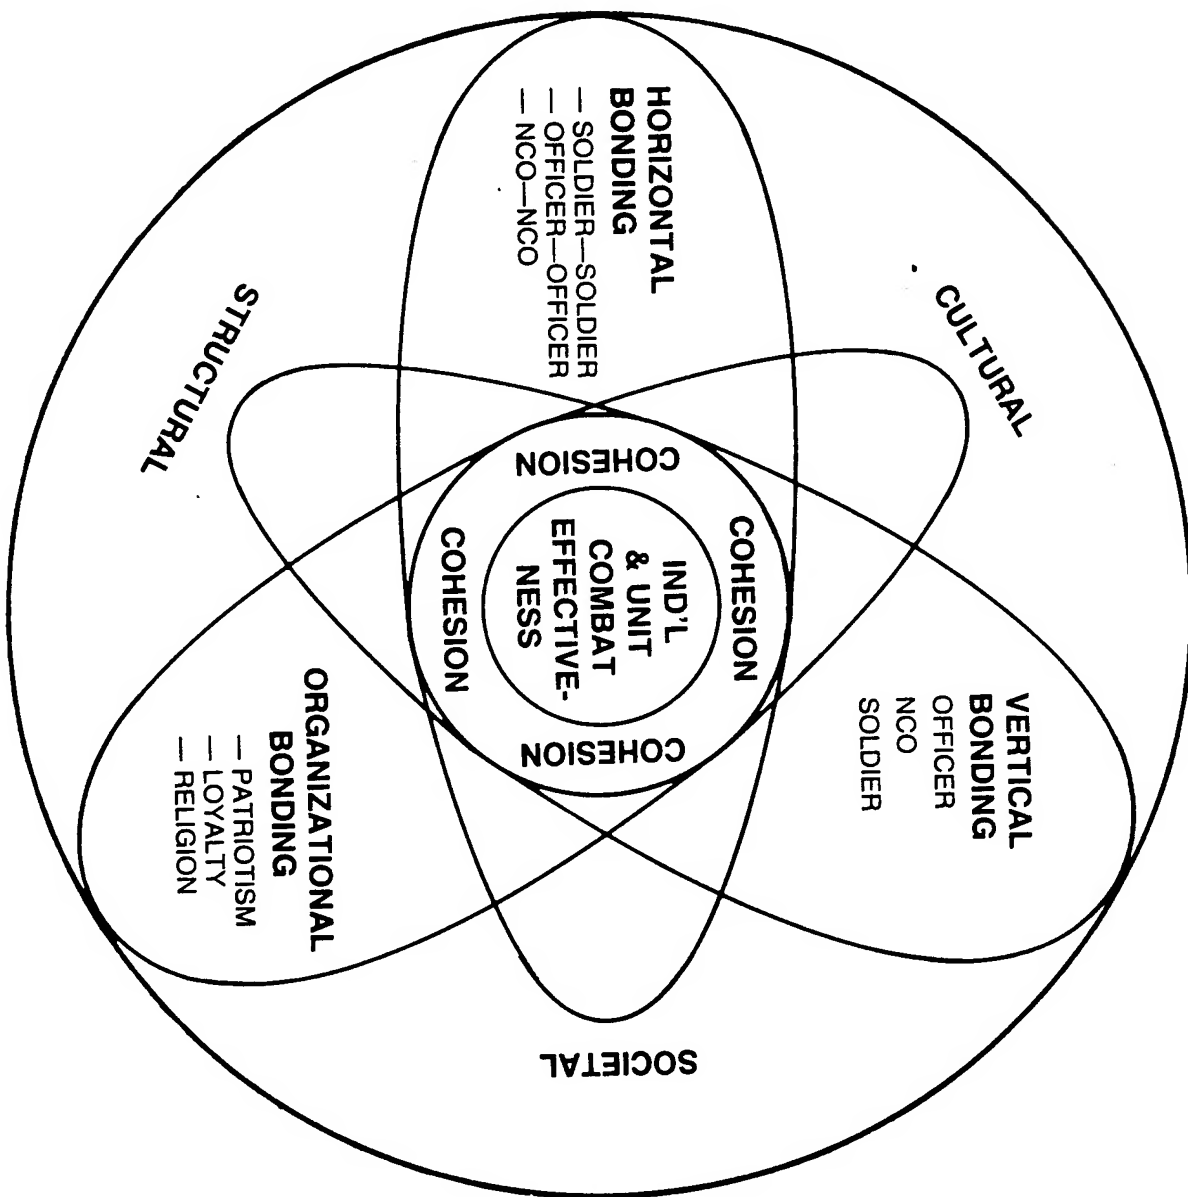 CULTURAL
VERTICAL
BONDING
OFFICER
NCO
SOLDIER
HORIZONTAL
BONDING
— SOLDIER—SOLDIER
— OFFICER—OFFICER
— NCO—NCO
COHESION
COHESION
IND'L
& UNIT
COMBAT
EFFECTIVE-
NESS
COHESION
COHESION
SOCIETAL
STRUCTURAL
ORGANIZATIONAL
BONDING
— PATRIOTISM
— LOYALTY
— RELIGION